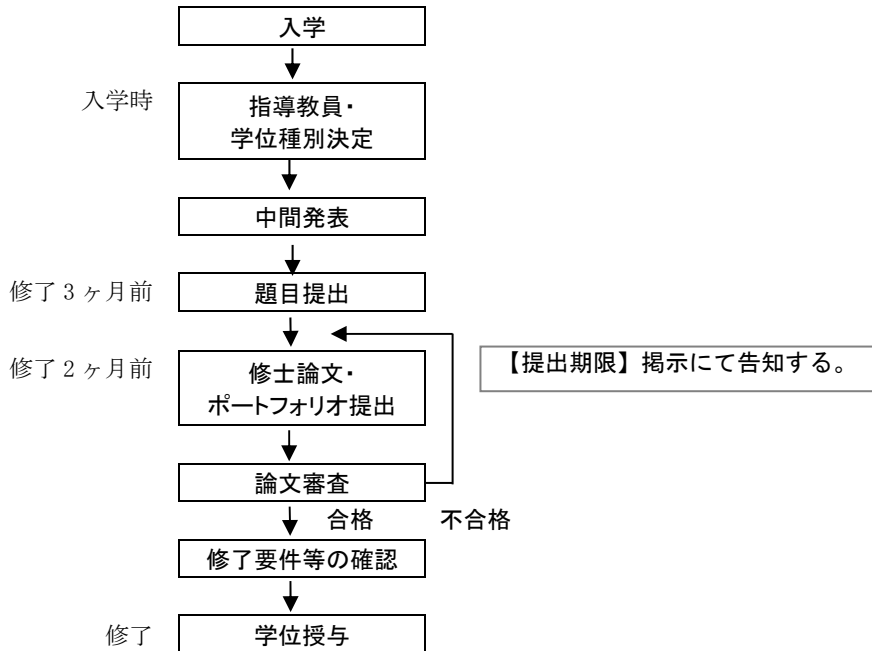 入学
入学時
指導教員・
学位種別決定
中間発表
修了3ヶ月前
題目提出
修了2ヶ月前
修士論文・
ポートフォリオ提出
【提出期限】掲示にて告知する。
論文審査
合格
不合格
修了要件等の確認
修了
学位授与